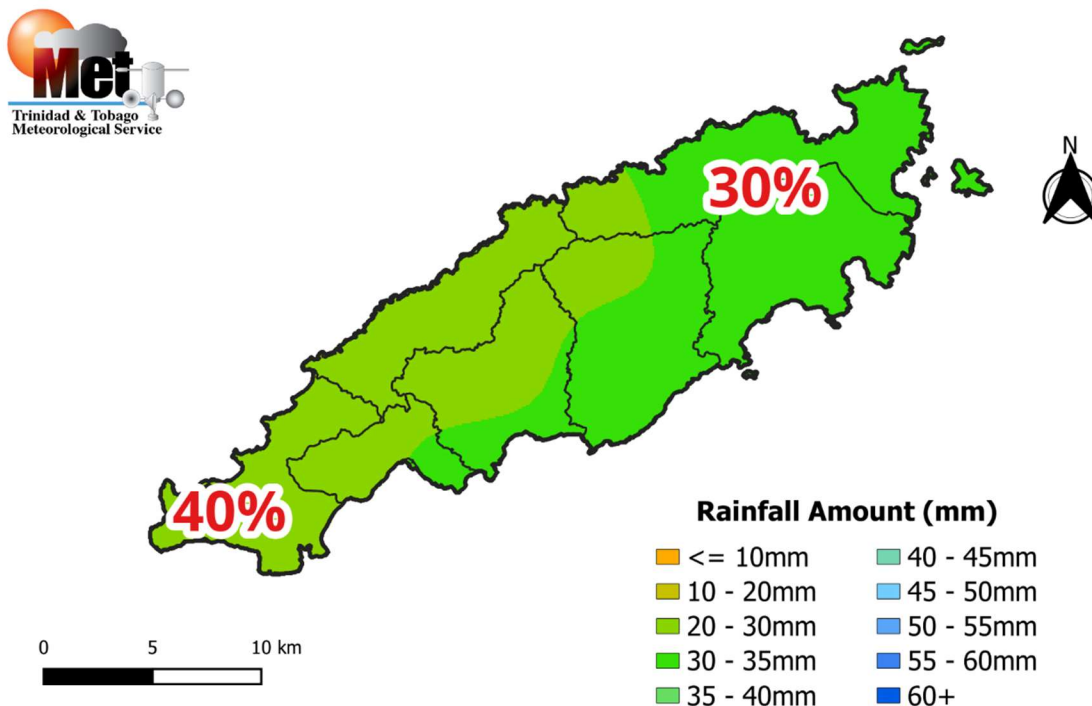 Met
Trinidad & Tobago
Meteorological Service
N
30%
40%
Rainfall Amount (mm)
<= 10mm
10 - 20mm
20 - 30mm
30 - 35mm
35 - 40mm
40 - 45mm
45 - 50mm
50 - 55mm
55 - 60mm
60+
0 5 10 km